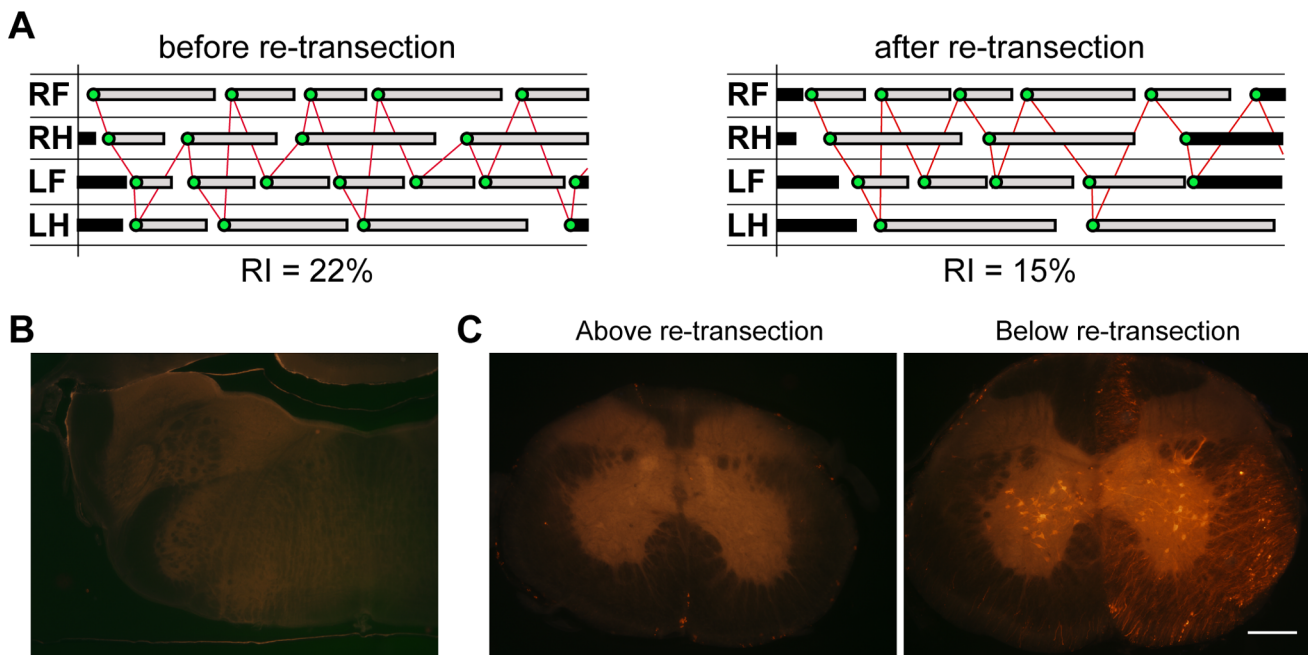 A
before re-transection
after re-transection
RF
RH
LF
LH
RI = 22%
RF
RH
LF
LH
RI = 15%
B
C
Above re-transection
Below re-transection